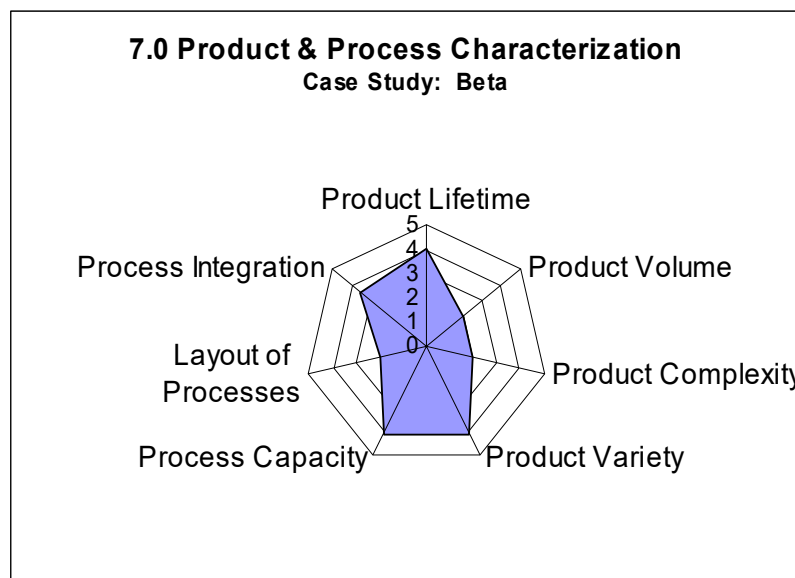 7.0 Product & Process Characterization
Case Study: Beta
Product Lifetime
5
4
3
2
1
0
Process Integration
Product Volume
Layout of
Processes
Product Complexity
Process Capacity
Product Variety